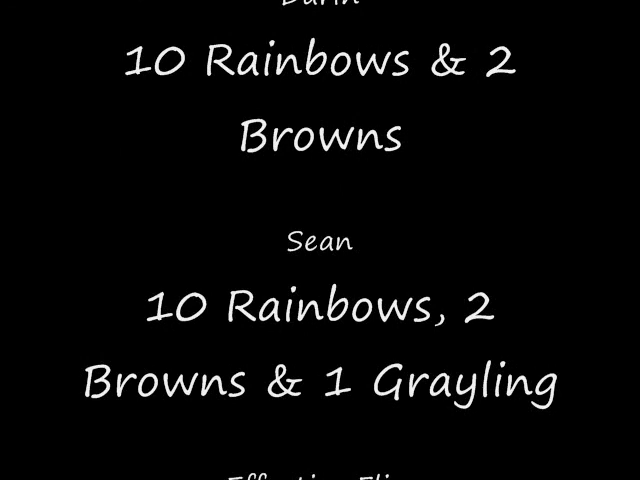 10 Rainbows & 2
Browns
Sean
10 Rainbows, 2
Browns & 1 Grayling